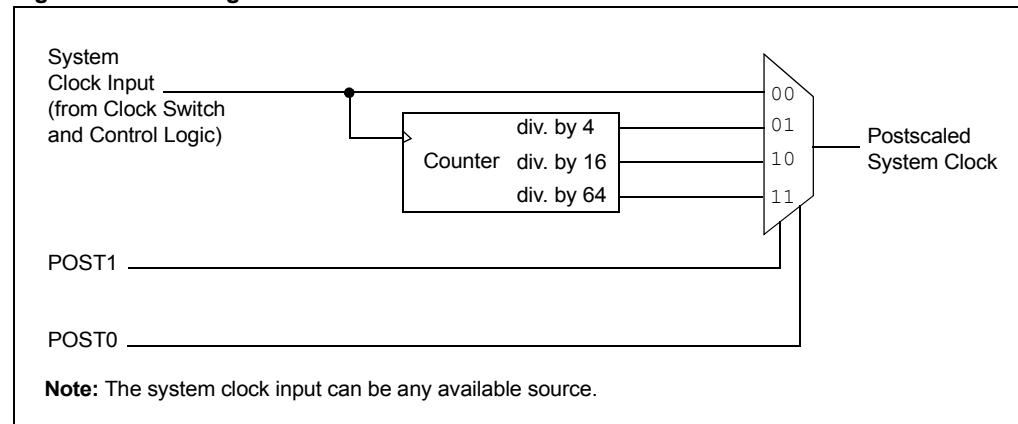 System
Clock Input
(from Clock Switch
and Control Logic)
Counter
div. by 4
div. by 16
div. by 64
00
01
10
11
Postscaled
System Clock
POST1
POST0
Note: The system clock input can be any available source.